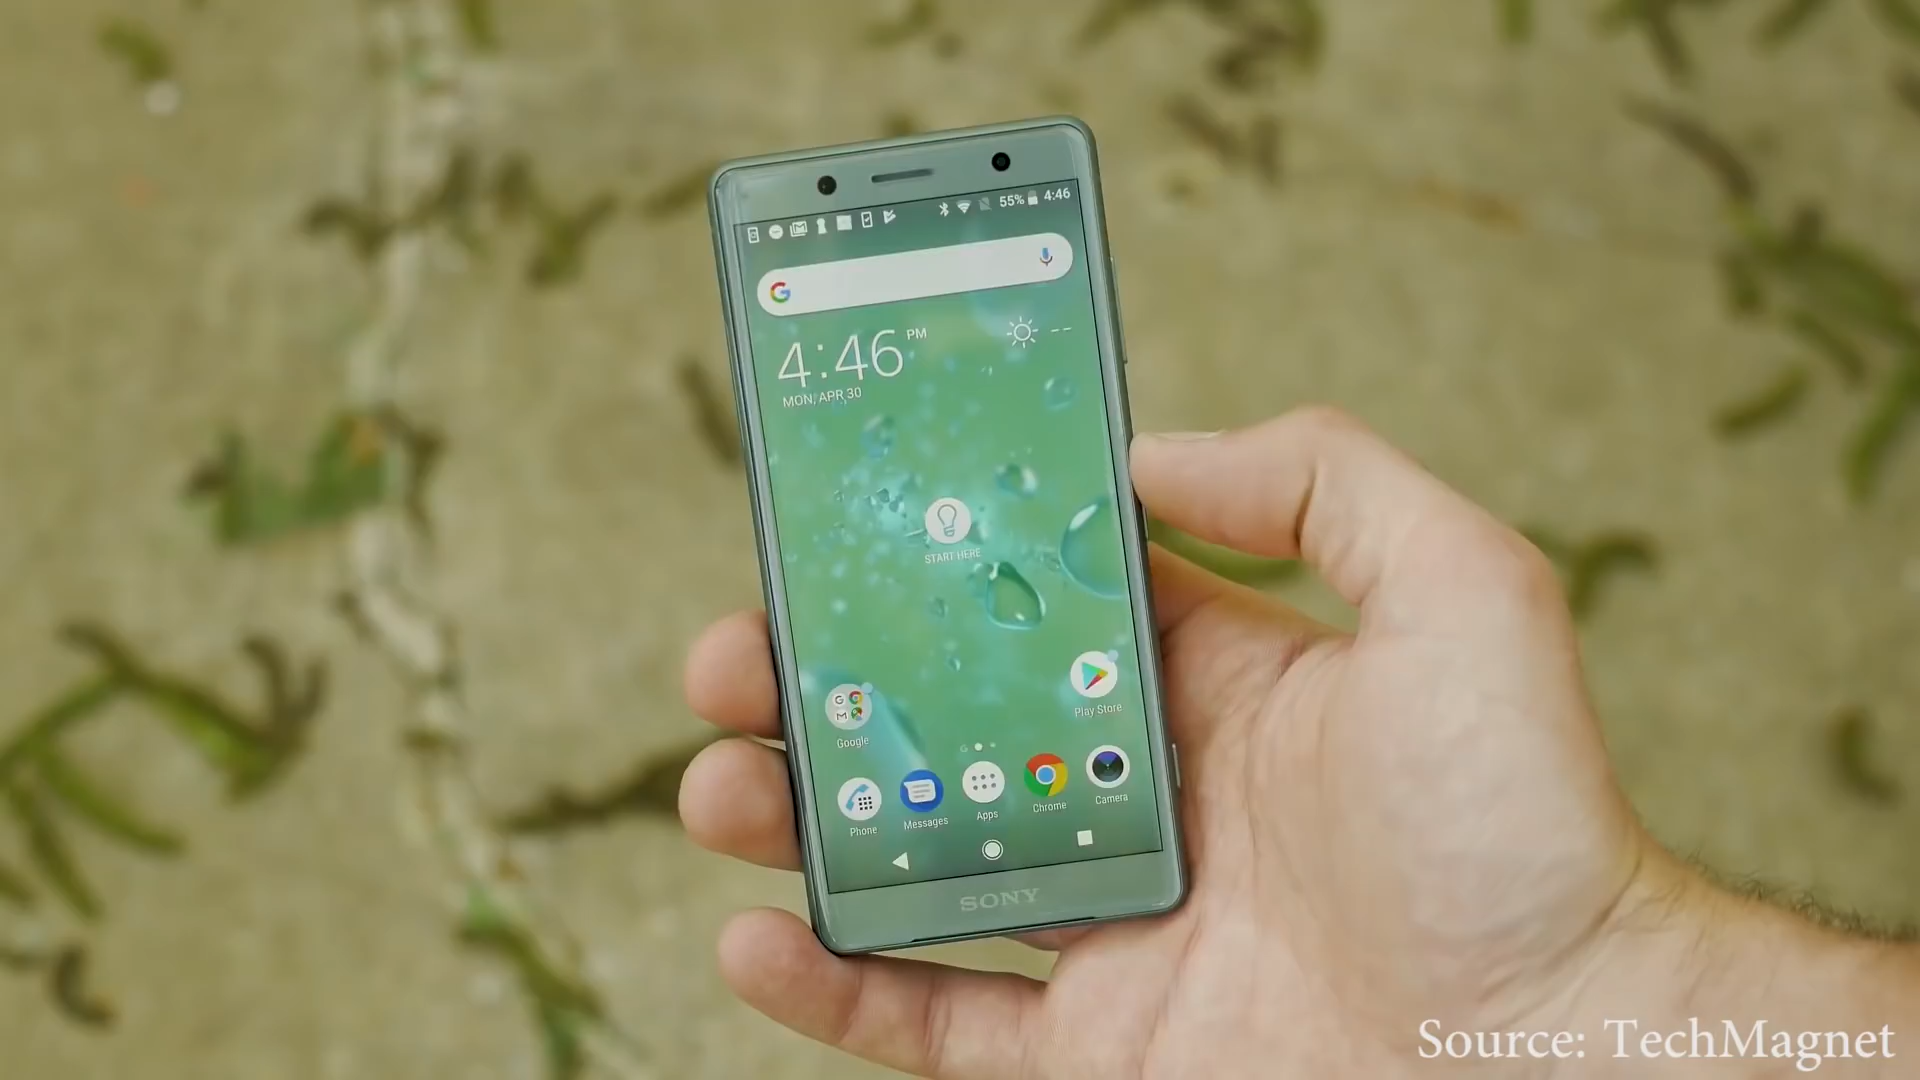 55% 4:46
G
4:46 PM
MON, APR 30
START HERE
Play Store
Google
Phone
Messages
Apps
Chrome
Camera
SONY
Source: TechMagnet